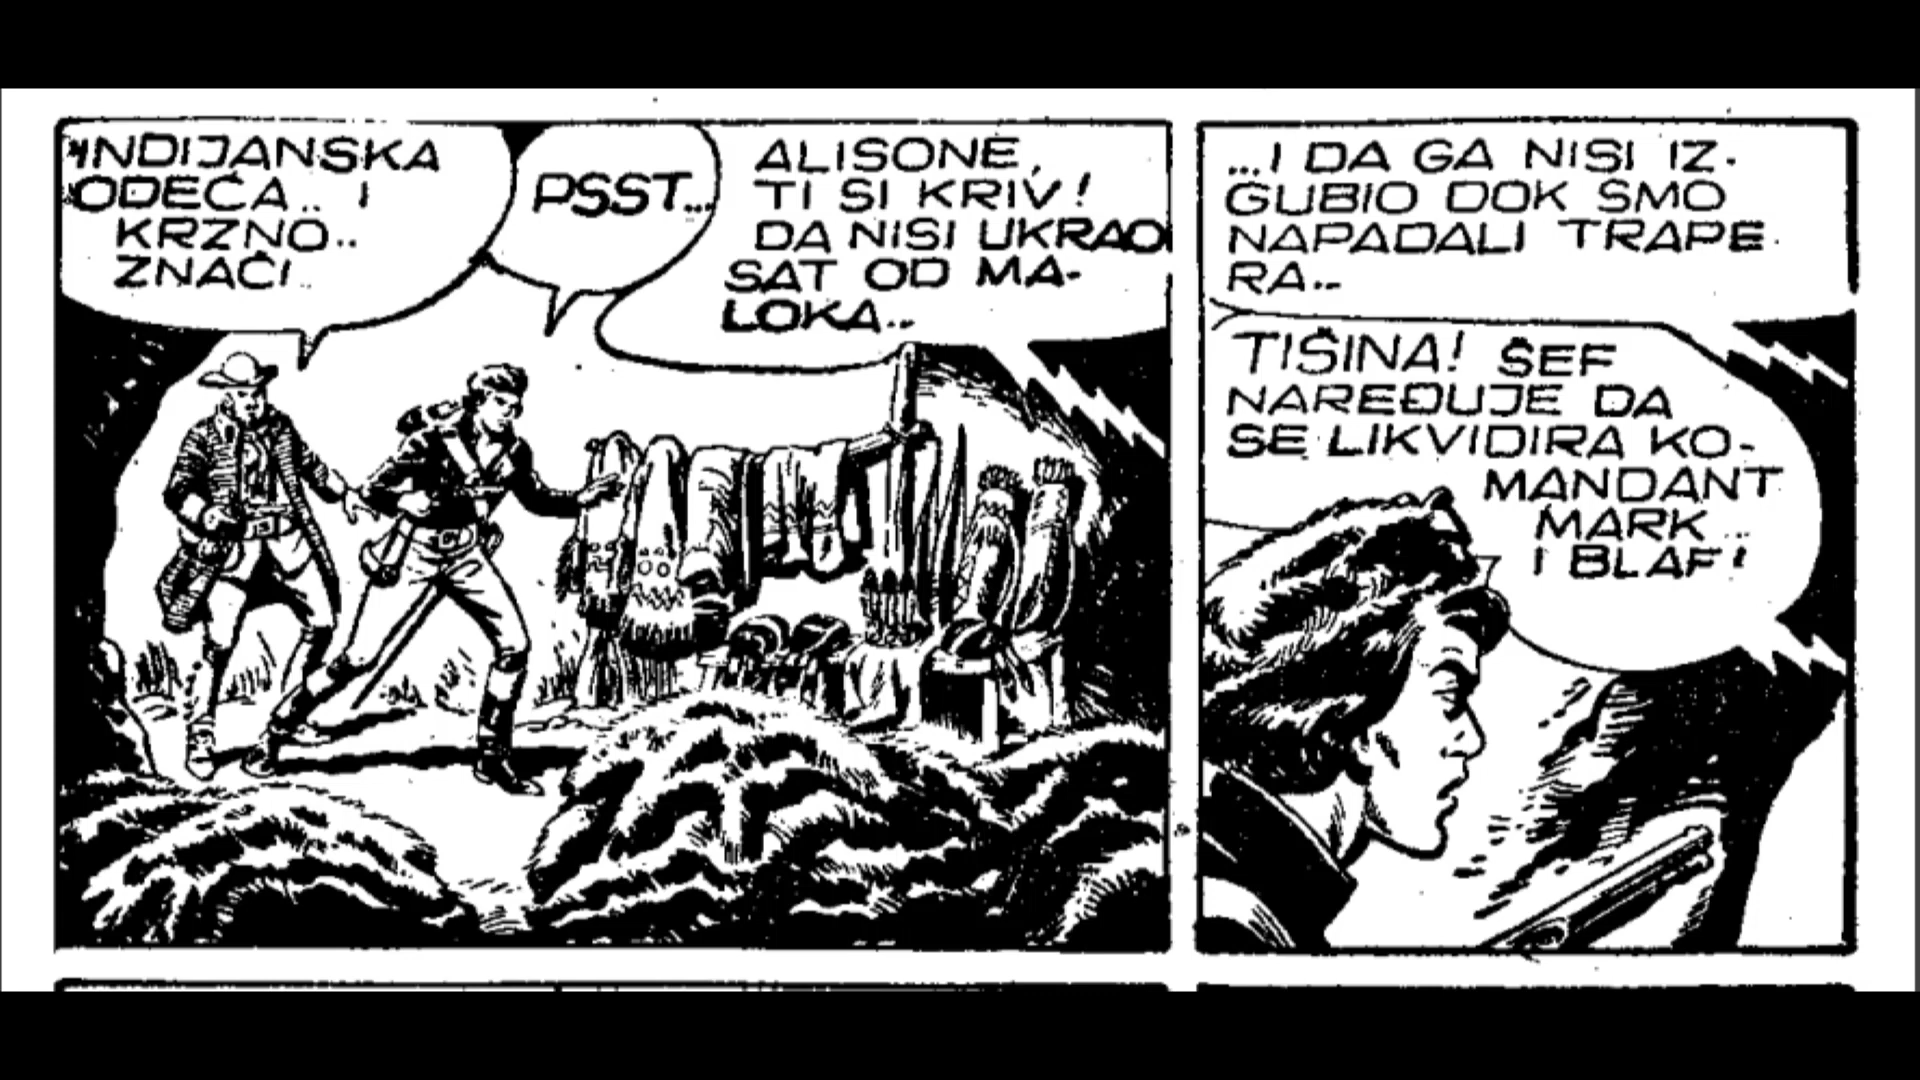 INDIJANSKA
ODEĆA.. I
KRZNO..
ZNAČI..
PSST...
ALISONE,
TI SI KRIV!
DA NISI UKRAO
SAT OD MA-
LOKA..
...I DA GA NISI IZ-
GUBIO DOK SMO
NAPADALI TRAPE
RA..
TIŠINA! ŠEF
NAREĐUJE DA
SE LIKVIDIRA KO-
MANDANT
MARK..
I BLAF!